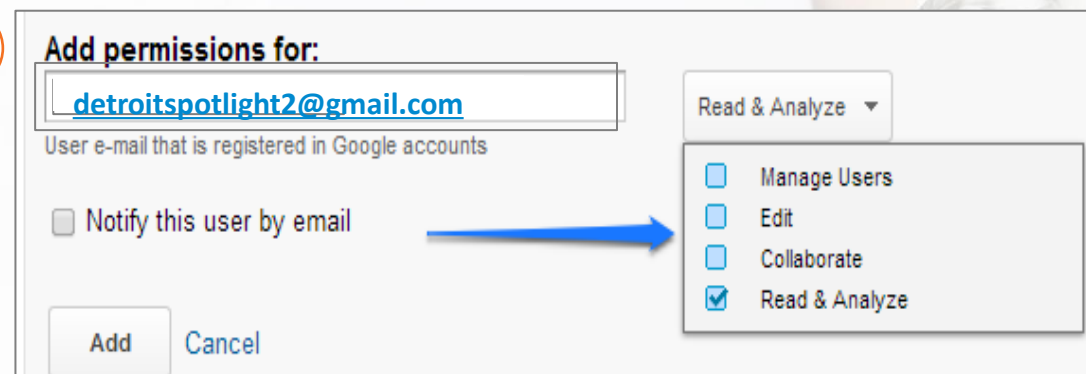 Add permissions for:
detroitspotlight2@gmail.com
Read & Analyze
User e-mail that is registered in Google accounts
Manage Users
Notify this user by email
Edit
Collaborate
Read & Analyze
Add Cancel